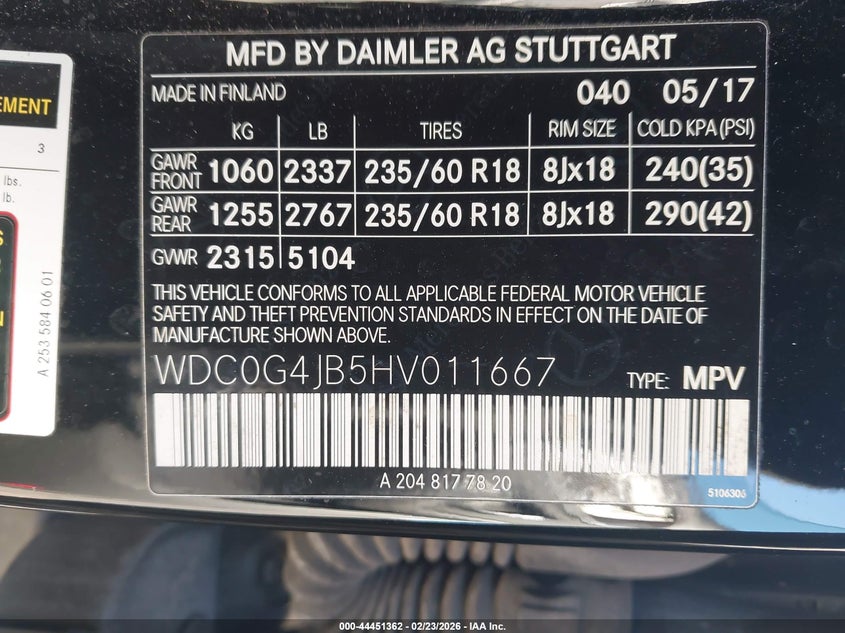 EMENT
3
lbs.
lb.
S
N
A 253 584 06 01
MFD BY DAIMLER AG STUTTGART
MADE IN FINLAND 040 05/17
KG LB TIRES RIM SIZE COLD KPA(PSI)
GAWR FRONT 1060 2337 235/60 R18 8Jx18 240(35)
GAWR REAR 1255 2767 235/60 R18 8Jx18 290(42)
GVWR 2315 5104
THIS VEHICLE CONFORMS TO ALL APPLICABLE FEDERAL MOTOR VEHICLE
SAFETY AND THEFT PREVENTION STANDARDS IN EFFECT ON THE DATE OF
MANUFACTURE SHOWN ABOVE.
WDC0G4JB5HV011667 TYPE: MPV
A 204 817 78 20
5106306
000-44451362 - 02/23/2026 - IAA Inc.